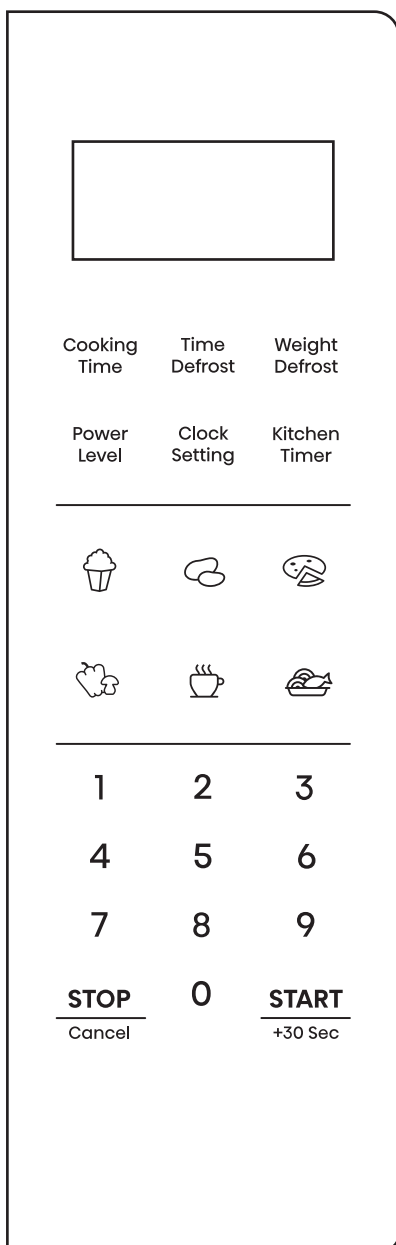 Cooking Time Weight
Time Defrost Defrost
Power Clock Kitchen
Level Setting Timer
1 2 3
4 5 6
7 8 9
STOP 0 START
Cancel +30 Sec